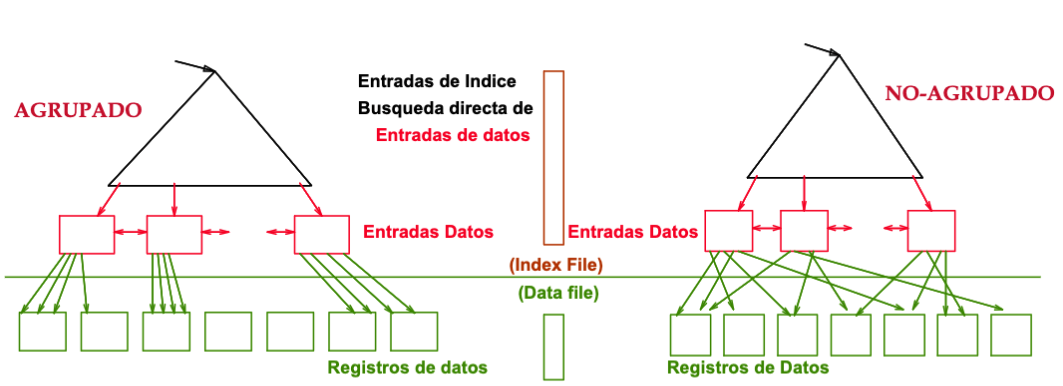 AGRUPADO
Entradas de Indice
Busqueda directa de
Entradas de datos
NO-AGRUPADO
Entradas Datos
Entradas Datos
(Index File)
(Data file)
Registros de datos
Registros de Datos